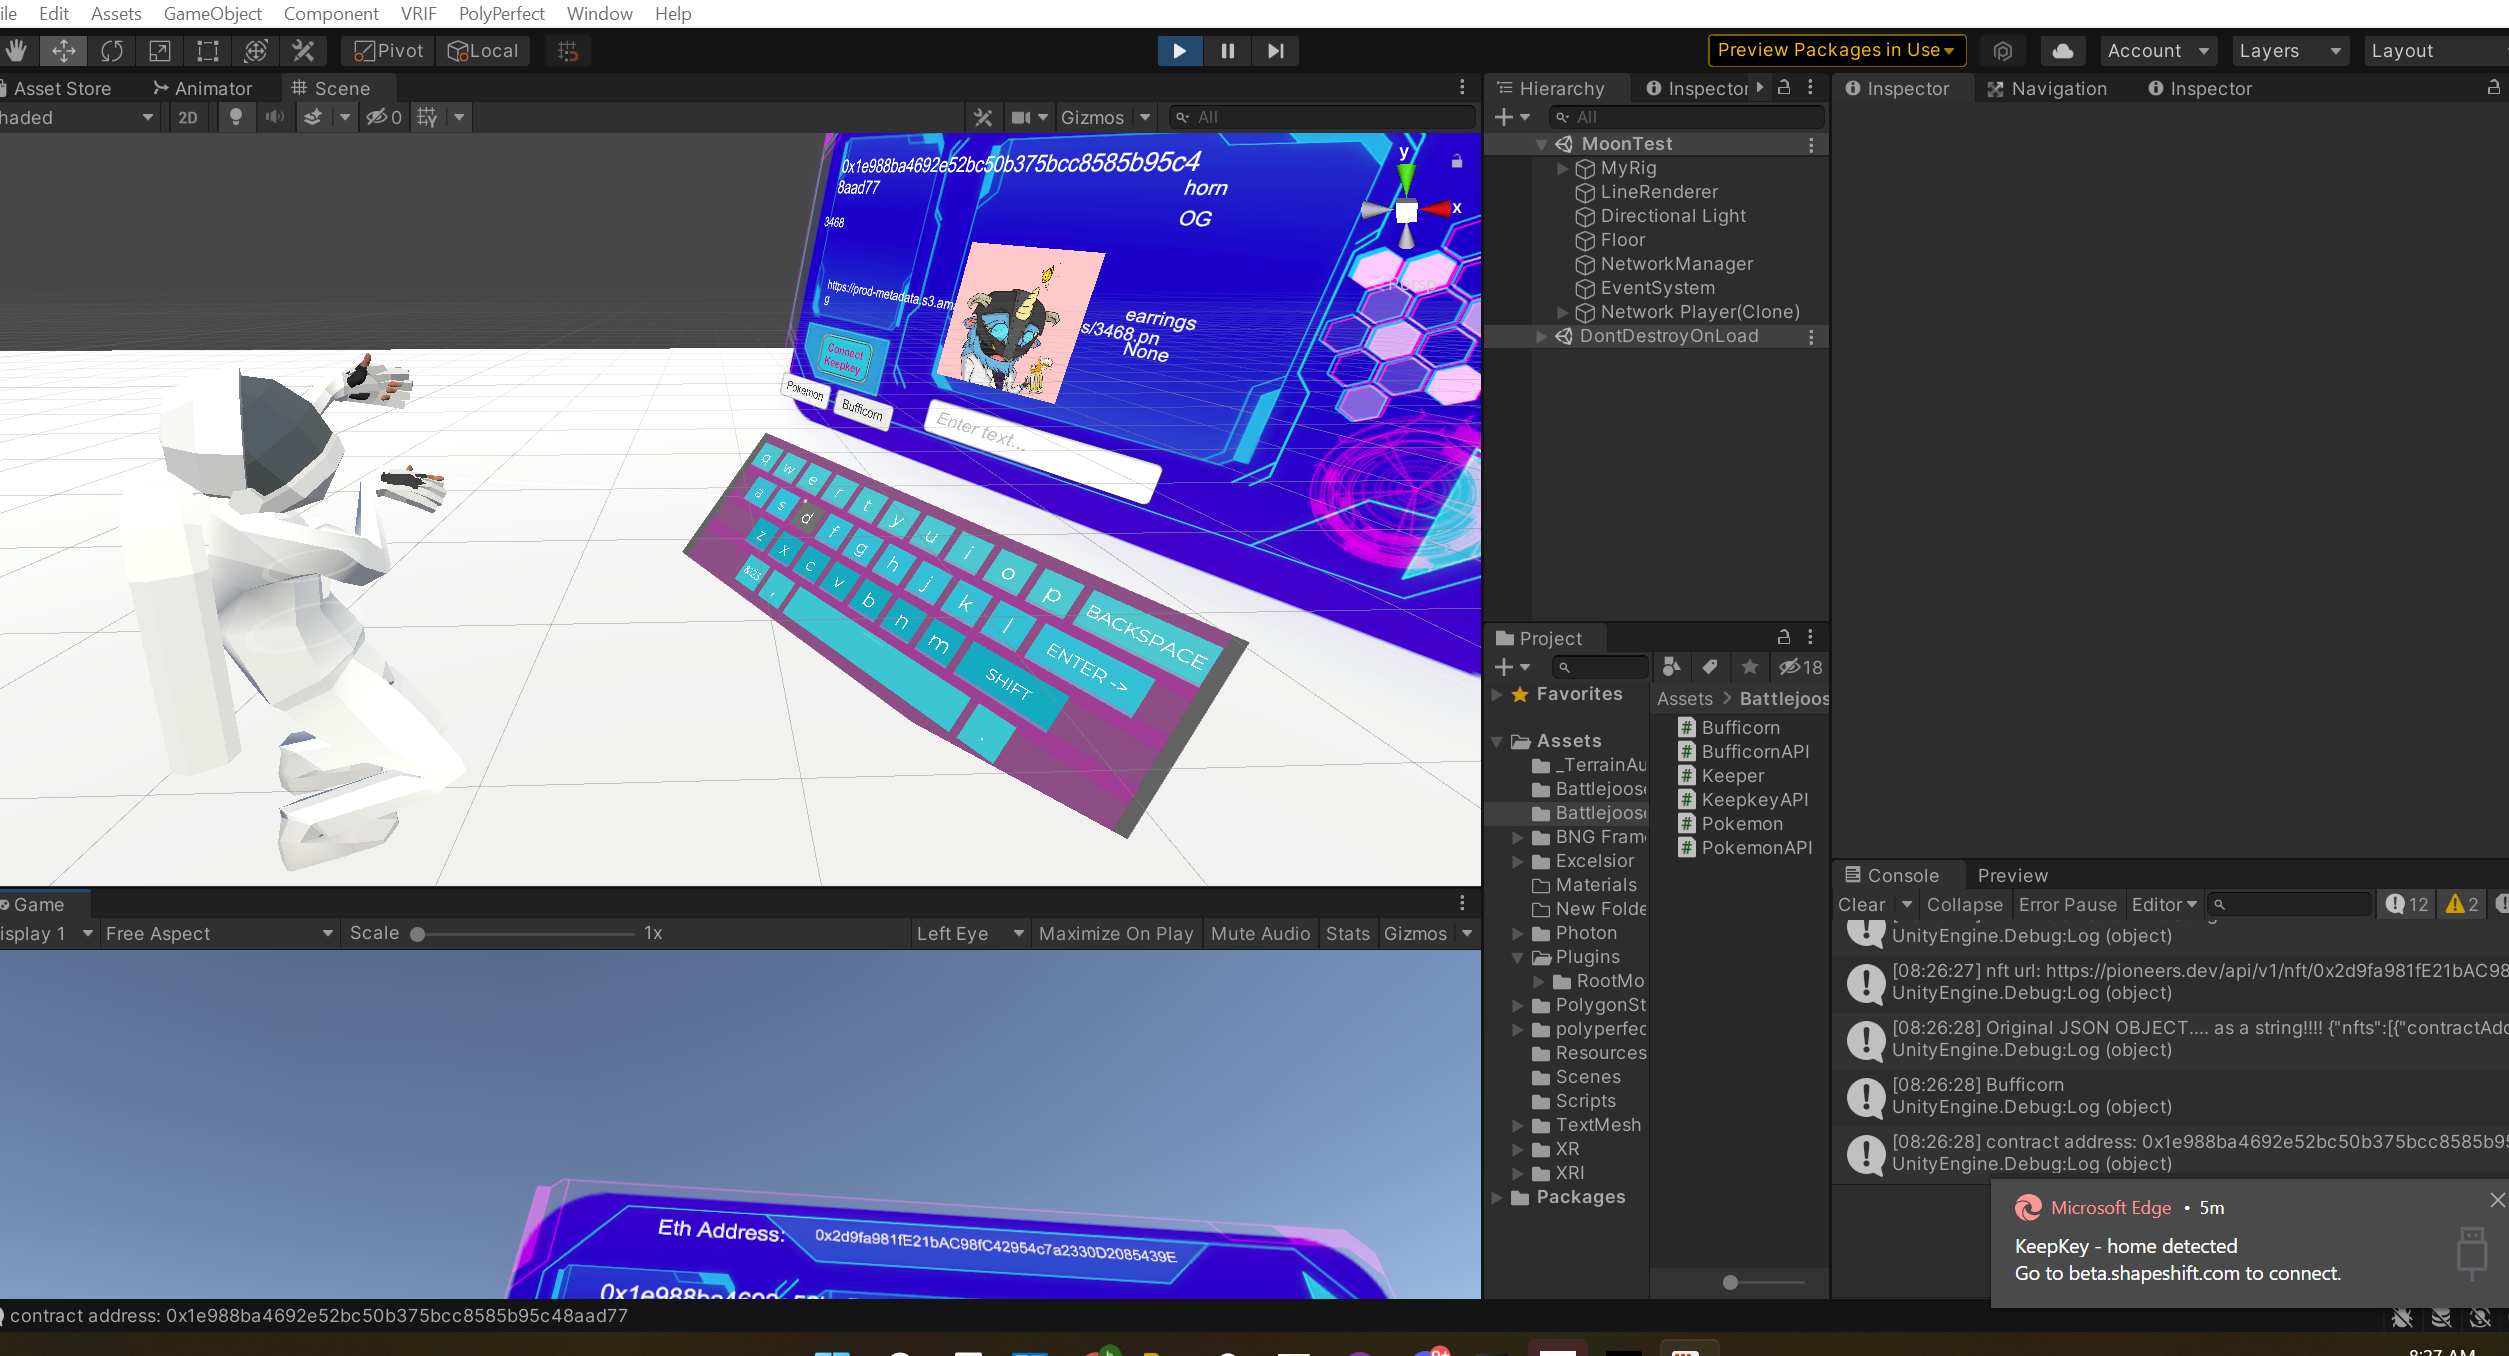 ile Edit Assets GameObject Component VRIF PolyPerfect Window Help
Pivot Local Preview Packages in Use Account Layers Layout
Asset Store Animator Scene
haded 2D 0 Gizmos All
0x1e988ba4692e52bc50b375bcc8585b95c4
8aad77
horn
OG
3468
https://prod-metadata.s3.am
g
s/3468.pn
earrings
None
Connect
Keepkey
Pokemon
Bufficorn
Enter text...
q w e r t y u i o p BACKSPACE
a s d f g h j k l ENTER ->
z x c v b n m SHIFT
&123 , .
y
x
< Persp
Hierarchy Inspector
All
MoonTest
MyRig
LineRenderer
Directional Light
Floor
NetworkManager
EventSystem
Network Player(Clone)
DontDestroyOnLoad
Inspector Navigation Inspector
Project
18
Favorites
Assets
_TerrainAu
Battlejoose
Battlejoose
BNG Fram
Excelsior
Materials
New Folde
Photon
Plugins
RootMo
PolygonSt
polyperfec
Resources
Scenes
Scripts
TextMesh
XR
XRI
Packages
Assets > Battlejoos
Bufficorn
BufficornAPI
Keeper
KeepkeyAPI
Pokemon
PokemonAPI
Console Preview
Clear Collapse Error Pause Editor 12 2
UnityEngine.Debug:Log (object)
[08:26:27] nft url: https://pioneers.dev/api/v1/nft/0x2d9fa981fE21bAC98
UnityEngine.Debug:Log (object)
[08:26:28] Original JSON OBJECT.... as a string!!!! {"nfts":[{"contractAdd
UnityEngine.Debug:Log (object)
[08:26:28] Bufficorn
UnityEngine.Debug:Log (object)
[08:26:28] contract address: 0x1e988ba4692e52bc50b375bcc8585b95
UnityEngine.Debug:Log (object)
Microsoft Edge • 5m
KeepKey - home detected
Go to beta.shapeshift.com to connect.
Game
isplay 1 Free Aspect Scale 1x Left Eye Maximize On Play Mute Audio Stats Gizmos
Eth Address: 0x2d9fa981fE21bAC98fC42954c7a2330D2085439E
contract address: 0x1e988ba4692e52bc50b375bcc8585b95c48aad77
8:27 AM